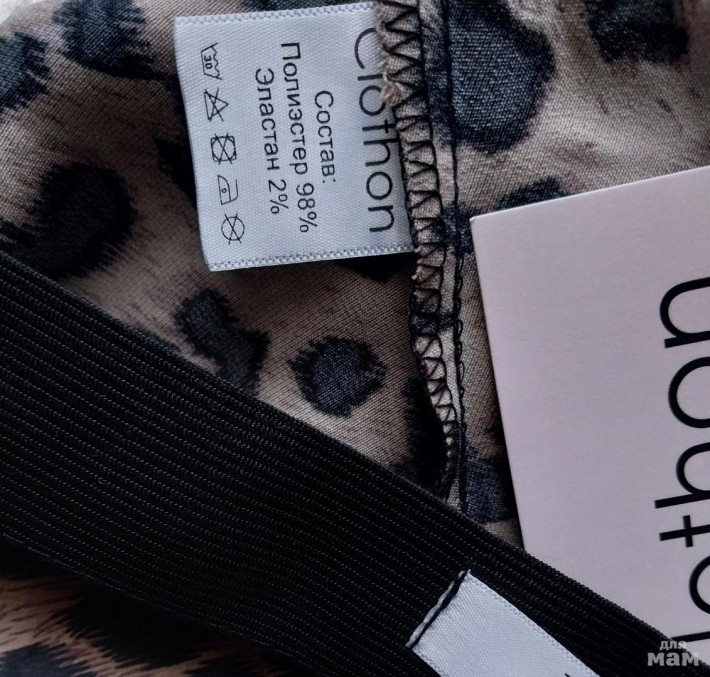 Clothon
Состав:
Полиэстер 98%
Эластан 2%
30
clothon
для
мам